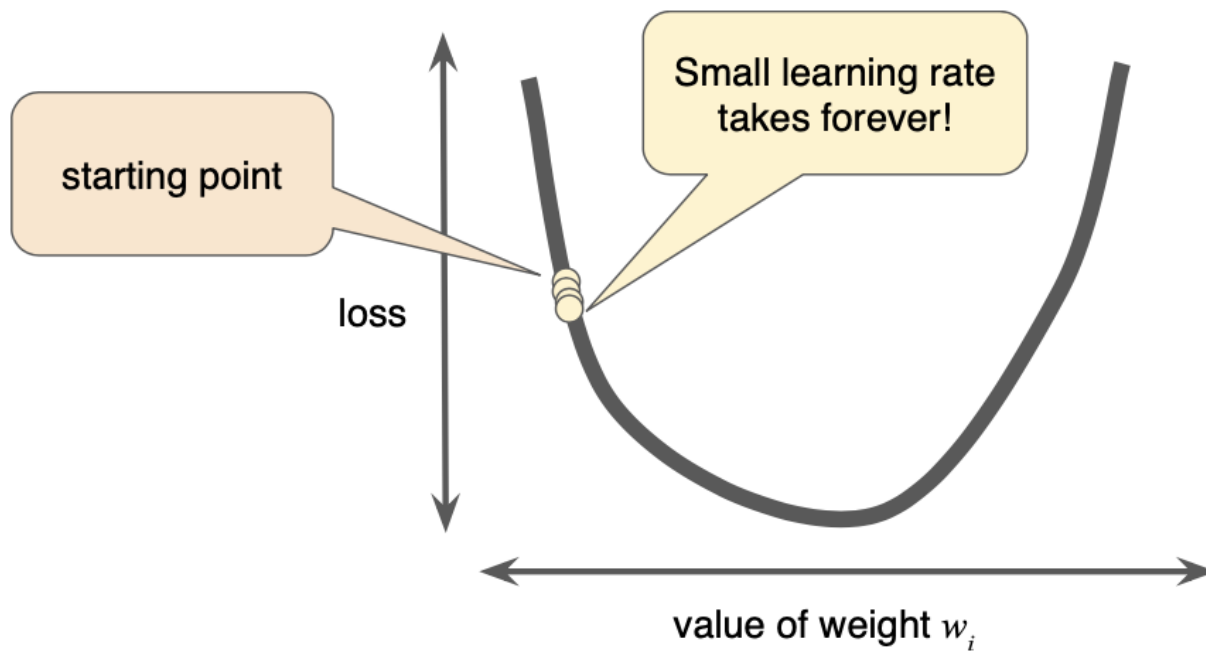 Small learning rate
takes forever!
starting point
loss
value of weight wᵢ